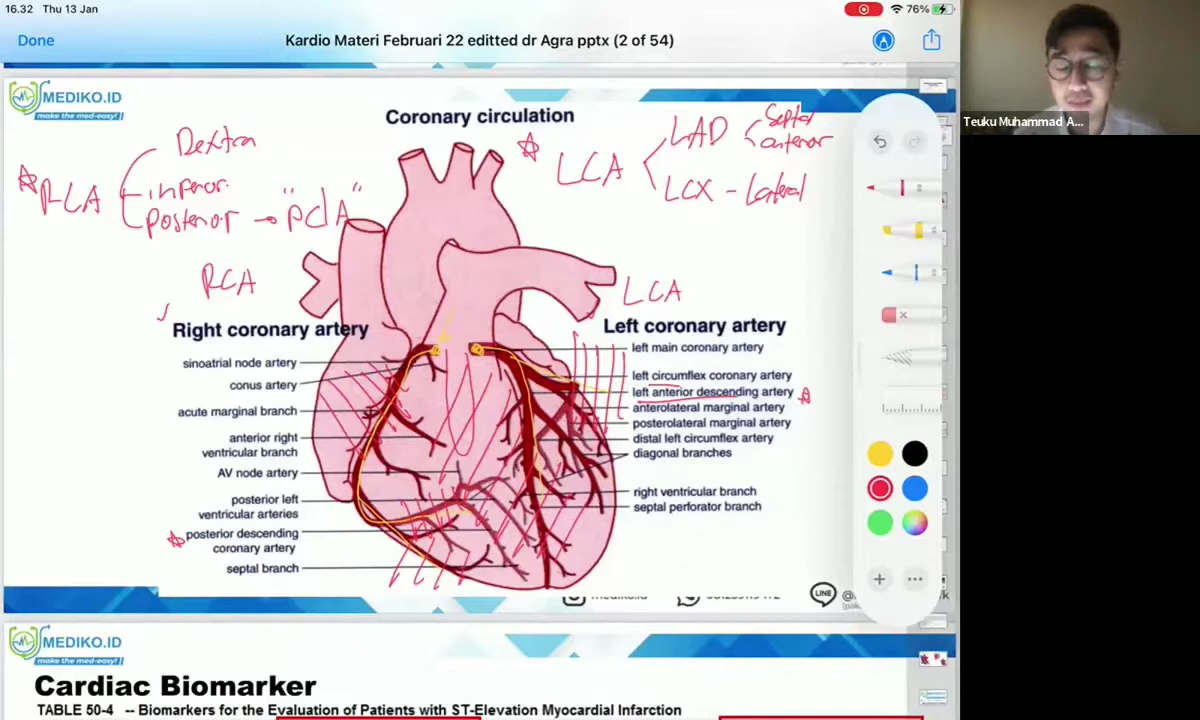 16.32 Thu 13 Jan
76%
Done
Kardio Materi Februari 22 editted dr Agra pptx (2 of 54)
Teuku Muhammad A...
MEDIKO.ID
make the med-easy!
Coronary circulation
Dextra
RCA
inferior
posterior → "PdA"
LCA
LAD
Septal
anterior
LCX - Lateral
RCA
LCA
Right coronary artery
sinoatrial node artery
conus artery
acute marginal branch
anterior right
ventricular branch
AV node artery
posterior left
ventricular arteries
posterior descending
coronary artery
septal branch
Left coronary artery
left main coronary artery
left circumflex coronary artery
left anterior descending artery
anterolateral marginal artery
posterolateral marginal artery
distal left circumflex artery
diagonal branches
right ventricular branch
septal perforator branch
LINE
MEDIKO.ID
make the med-easy!
Cardiac Biomarker
TABLE 50-4 -- Biomarkers for the Evaluation of Patients with ST-Elevation Myocardial Infarction